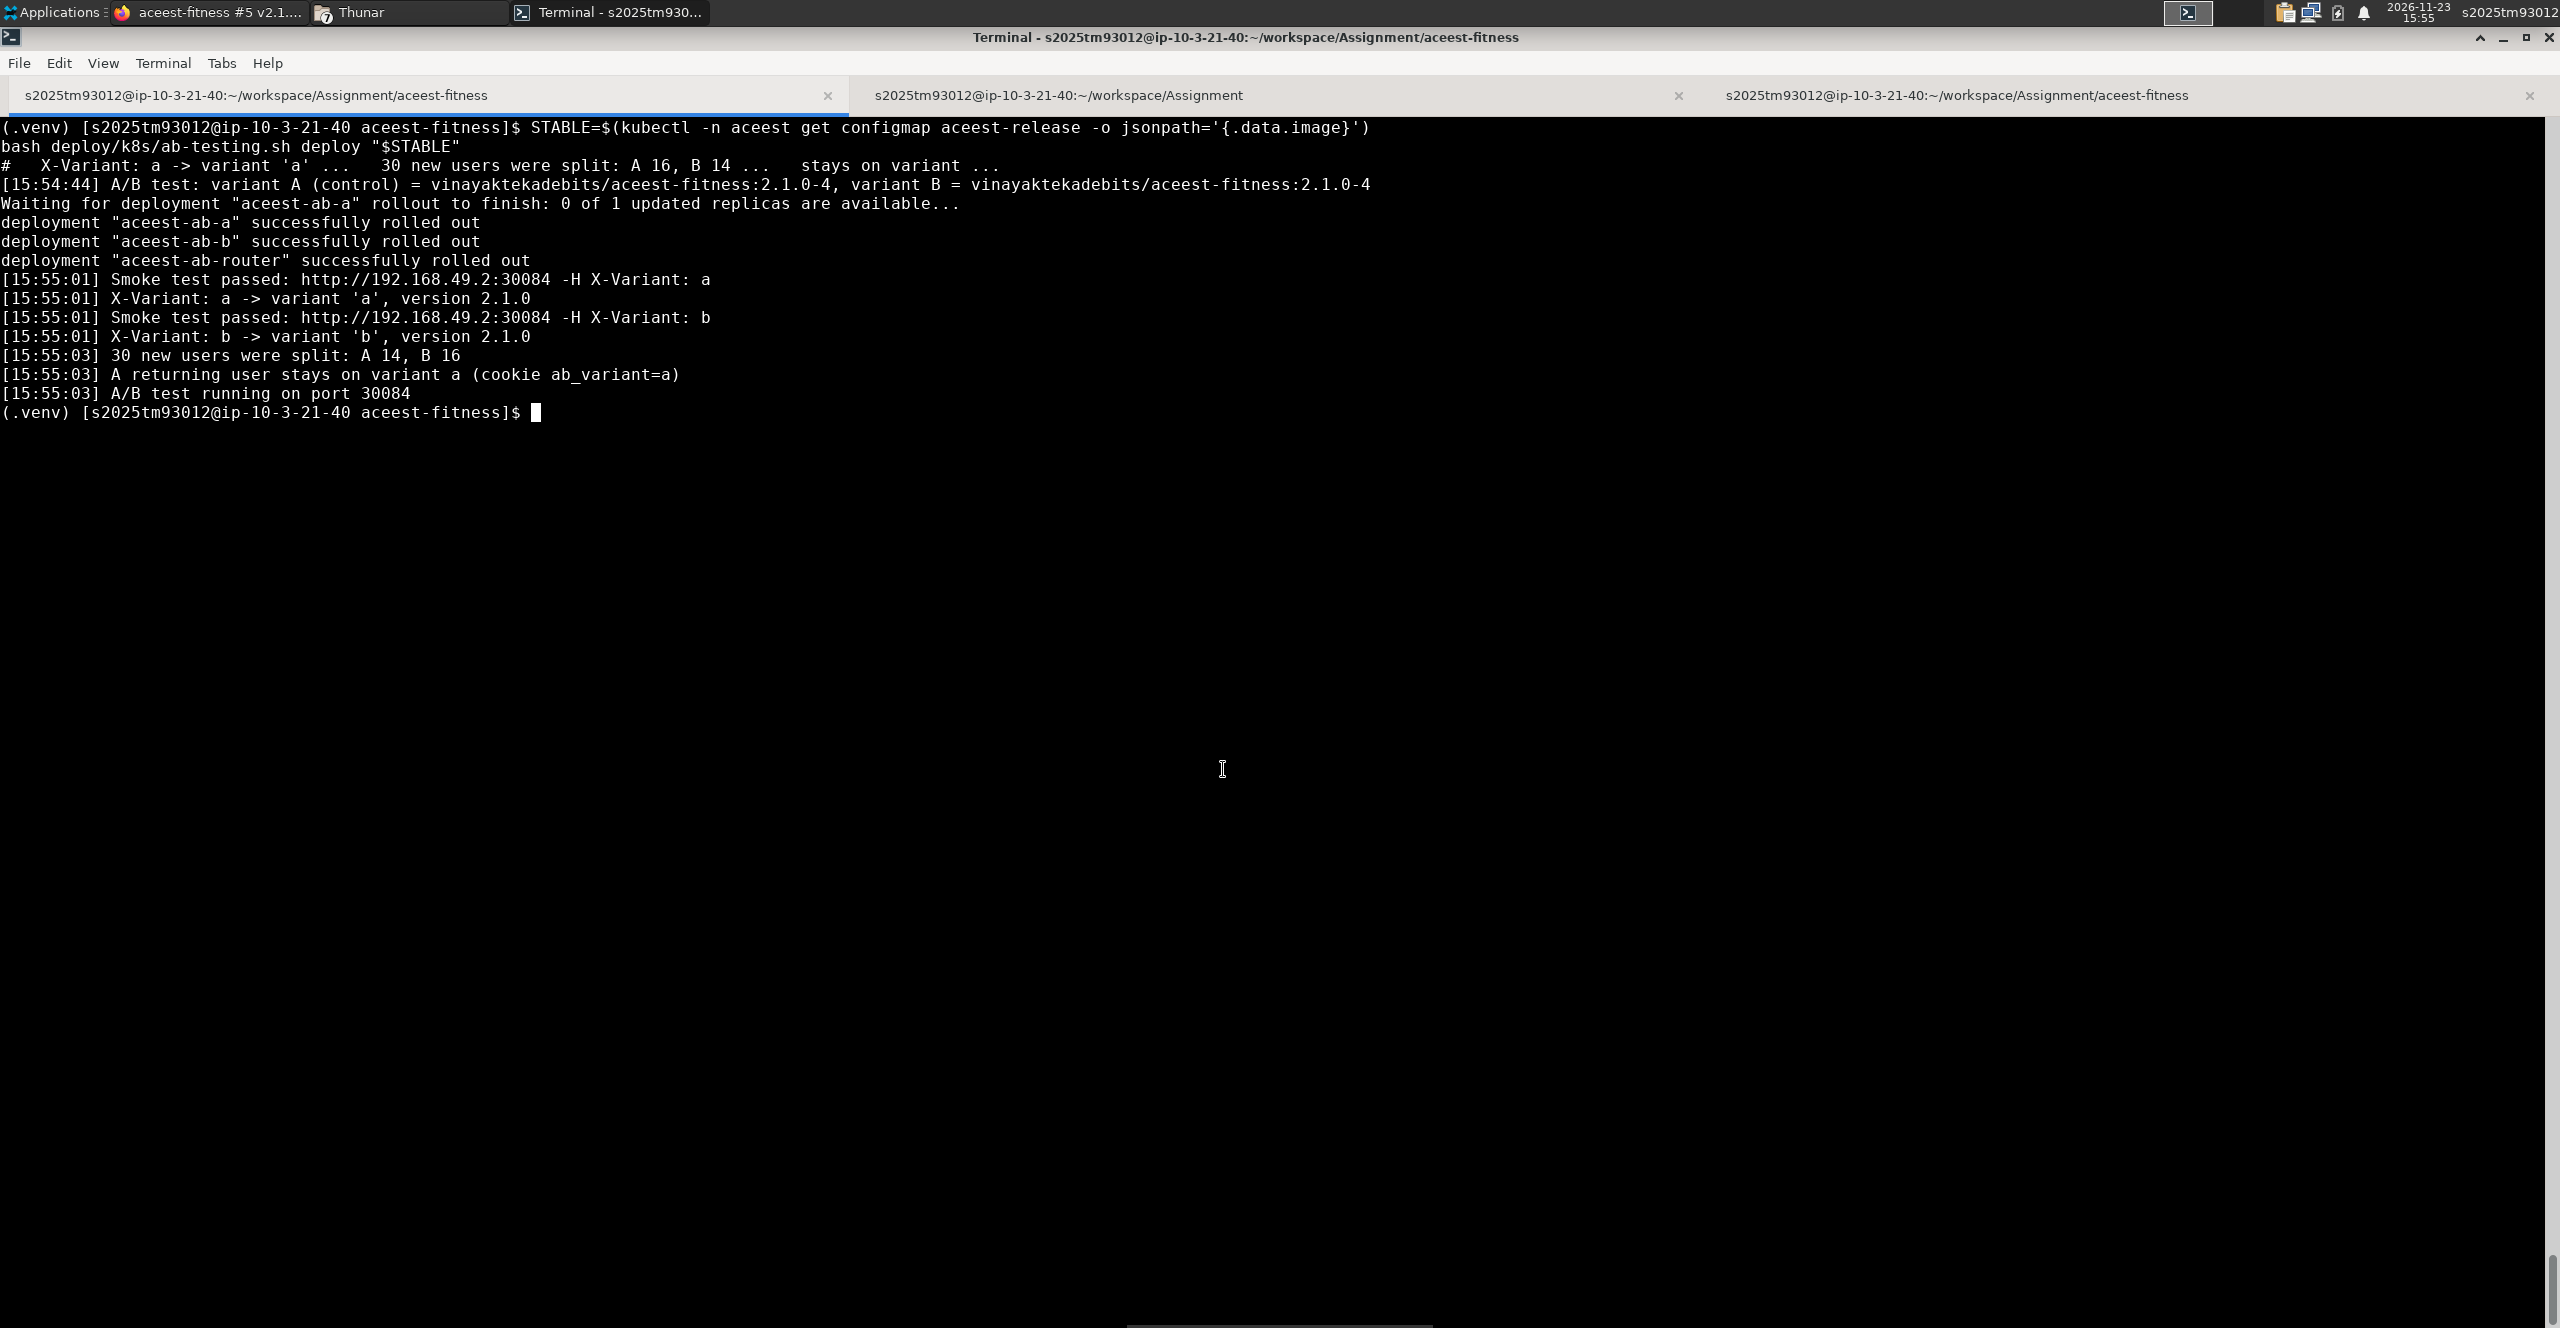 Applications
aceest-fitness #5 v2.1....
7
Thunar
Terminal - s2025tm930...
2026-11-23
15:55
s2025tm93012
Terminal - s2025tm93012@ip-10-3-21-40:~/workspace/Assignment/aceest-fitness
File Edit View Terminal Tabs Help
s2025tm93012@ip-10-3-21-40:~/workspace/Assignment/aceest-fitness
s2025tm93012@ip-10-3-21-40:~/workspace/Assignment
s2025tm93012@ip-10-3-21-40:~/workspace/Assignment/aceest-fitness
(.venv) [s2025tm93012@ip-10-3-21-40 aceest-fitness]$ STABLE=$(kubectl -n aceest get configmap aceest-release -o jsonpath='{.data.image}')
bash deploy/k8s/ab-testing.sh deploy "$STABLE"
#   X-Variant: a -> variant 'a' ...   30 new users were split: A 16, B 14 ...   stays on variant ...
[15:54:44] A/B test: variant A (control) = vinayaktekadebits/aceest-fitness:2.1.0-4, variant B = vinayaktekadebits/aceest-fitness:2.1.0-4
Waiting for deployment "aceest-ab-a" rollout to finish: 0 of 1 updated replicas are available...
deployment "aceest-ab-a" successfully rolled out
deployment "aceest-ab-b" successfully rolled out
deployment "aceest-ab-router" successfully rolled out
[15:55:01] Smoke test passed: http://192.168.49.2:30084 -H X-Variant: a
[15:55:01] X-Variant: a -> variant 'a', version 2.1.0
[15:55:01] Smoke test passed: http://192.168.49.2:30084 -H X-Variant: b
[15:55:01] X-Variant: b -> variant 'b', version 2.1.0
[15:55:03] 30 new users were split: A 14, B 16
[15:55:03] A returning user stays on variant a (cookie ab_variant=a)
[15:55:03] A/B test running on port 30084
(.venv) [s2025tm93012@ip-10-3-21-40 aceest-fitness]$